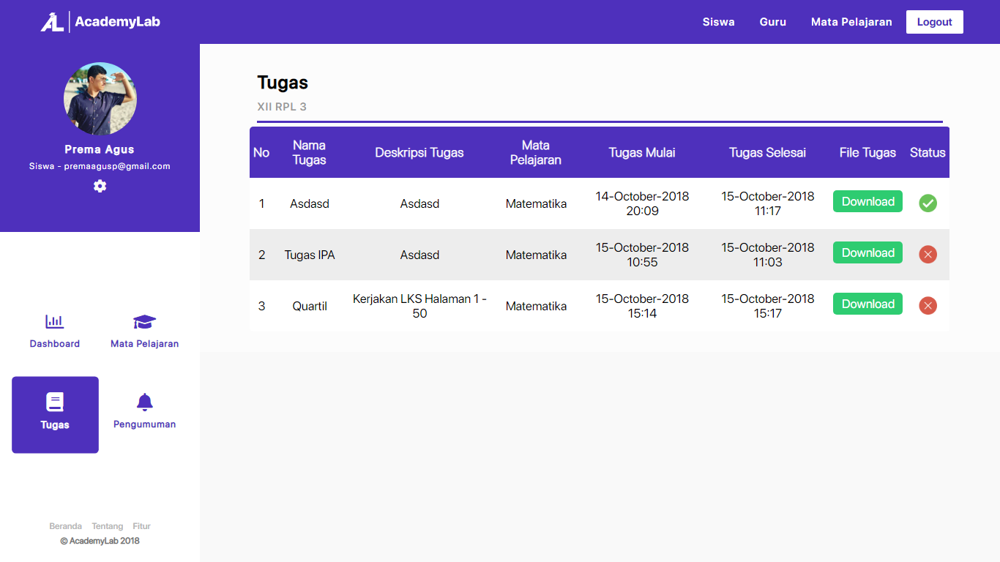 AL AcademyLab
Siswa Guru Mata Pelajaran Logout
Prema Agus
Siswa - premaagusp@gmail.com
Dashboard Mata Pelajaran
Tugas Pengumuman
Beranda Tentang Fitur
© AcademyLab 2018
Tugas
XII RPL 3
No Nama Tugas Deskripsi Tugas Mata Pelajaran Tugas Mulai Tugas Selesai File Tugas Status
1 Asdasd Asdasd Matematika 14-October-2018 20:09 15-October-2018 11:17 Download
2 Tugas IPA Asdasd Matematika 15-October-2018 10:55 15-October-2018 11:03 Download
3 Quartil Kerjakan LKS Halaman 1 - 50 Matematika 15-October-2018 15:14 15-October-2018 15:17 Download